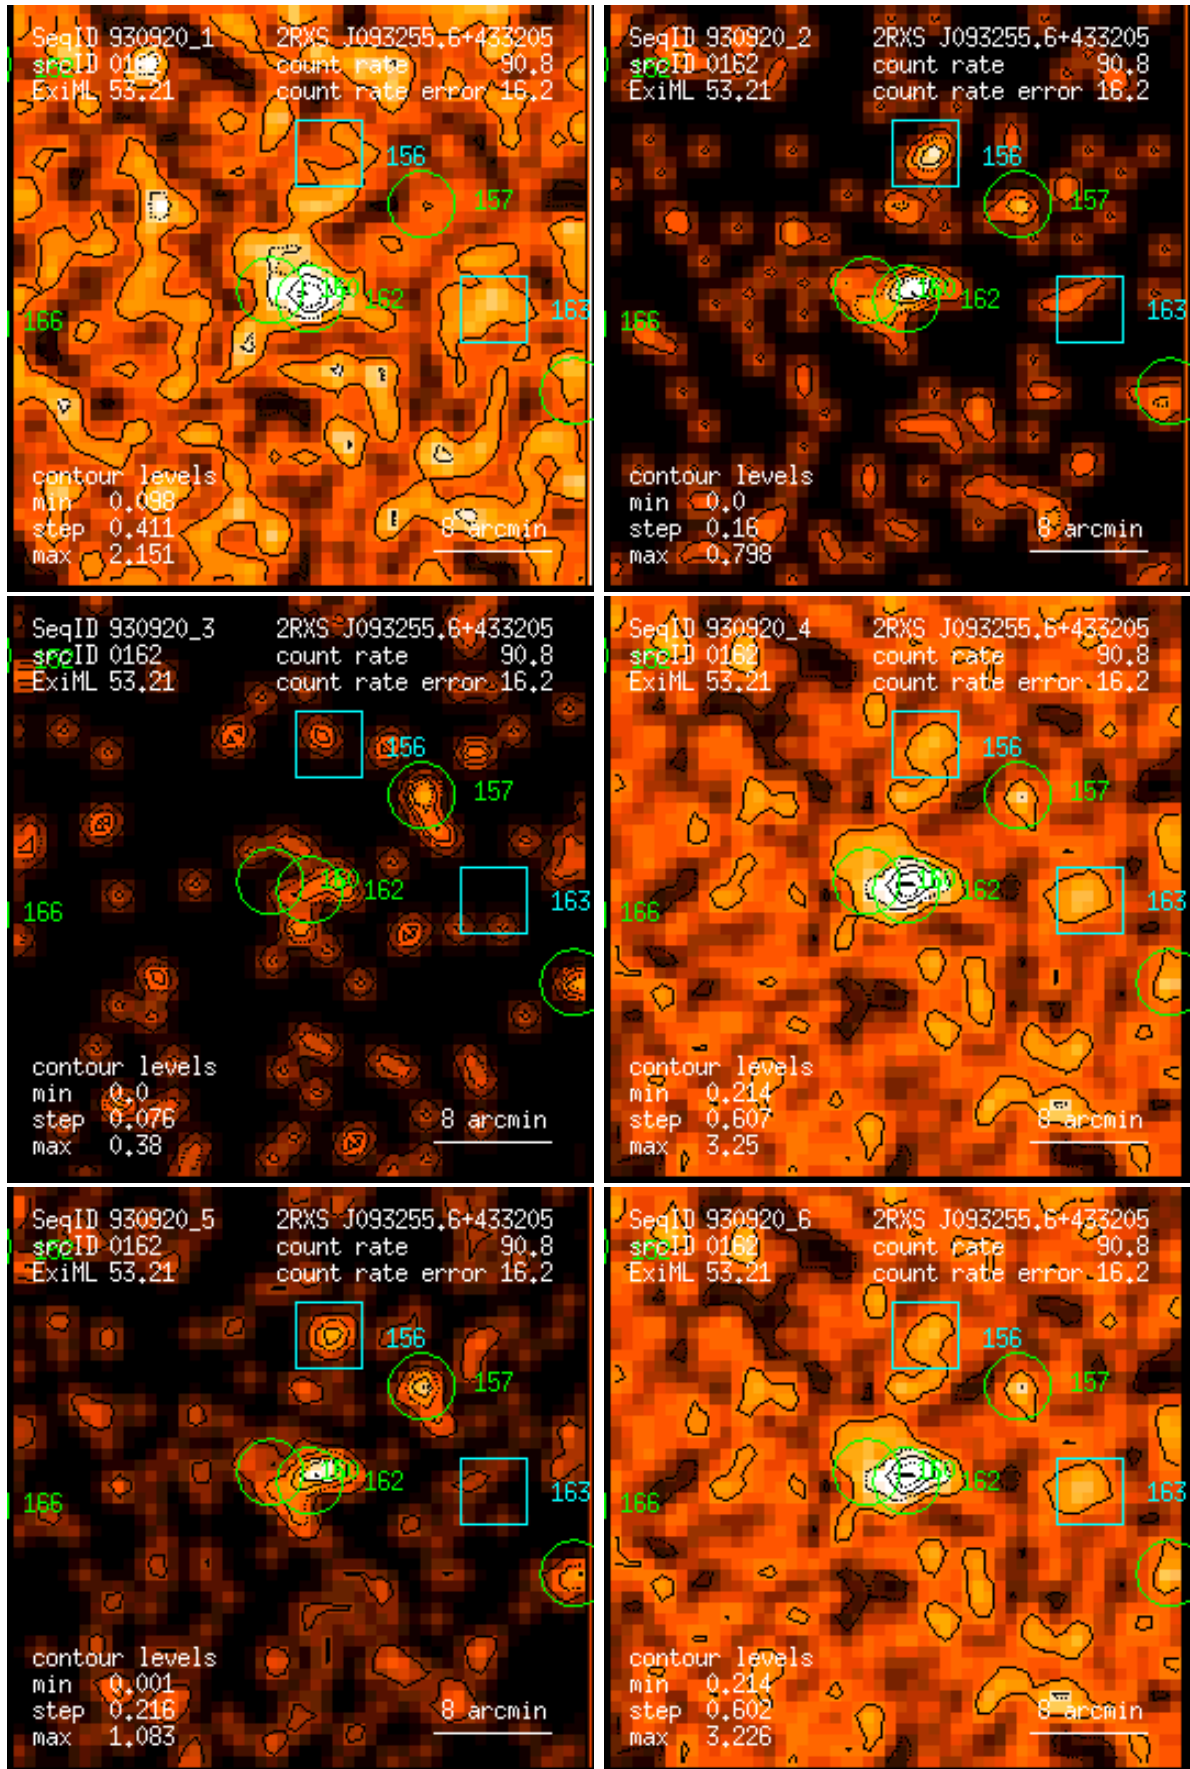 SeqID 930920_1 2RXS J093255.6+433205
srcID 0162 count rate 90.8
ExiML 53.21 count rate error 16.2
156
157
160 162
163
166
contour levels
min 0.098
step 0.411
max 2.151
8 arcmin
SeqID 930920_2 2RXS J093255.6+433205
srcID 0162 count rate 90.8
ExiML 53.21 count rate error 16.2
156
157
160 162
163
166
contour levels
min 0.0
step 0.16
max 0.798
8 arcmin
SeqID 930920_3 2RXS J093255.6+433205
srcID 0162 count rate 90.8
ExiML 53.21 count rate error 16.2
156
157
160 162
163
166
contour levels
min 0.0
step 0.076
max 0.38
8 arcmin
SeqID 930920_4 2RXS J093255.6+433205
srcID 0162 count rate 90.8
ExiML 53.21 count rate error 16.2
156
157
160 162
163
166
contour levels
min 0.214
step 0.607
max 3.25
8 arcmin
SeqID 930920_5 2RXS J093255.6+433205
srcID 0162 count rate 90.8
ExiML 53.21 count rate error 16.2
156
157
160 162
163
166
contour levels
min 0.001
step 0.216
max 1.083
8 arcmin
SeqID 930920_6 2RXS J093255.6+433205
srcID 0162 count rate 90.8
ExiML 53.21 count rate error 16.2
156
157
160 162
163
166
contour levels
min 0.214
step 0.602
max 3.226
8 arcmin